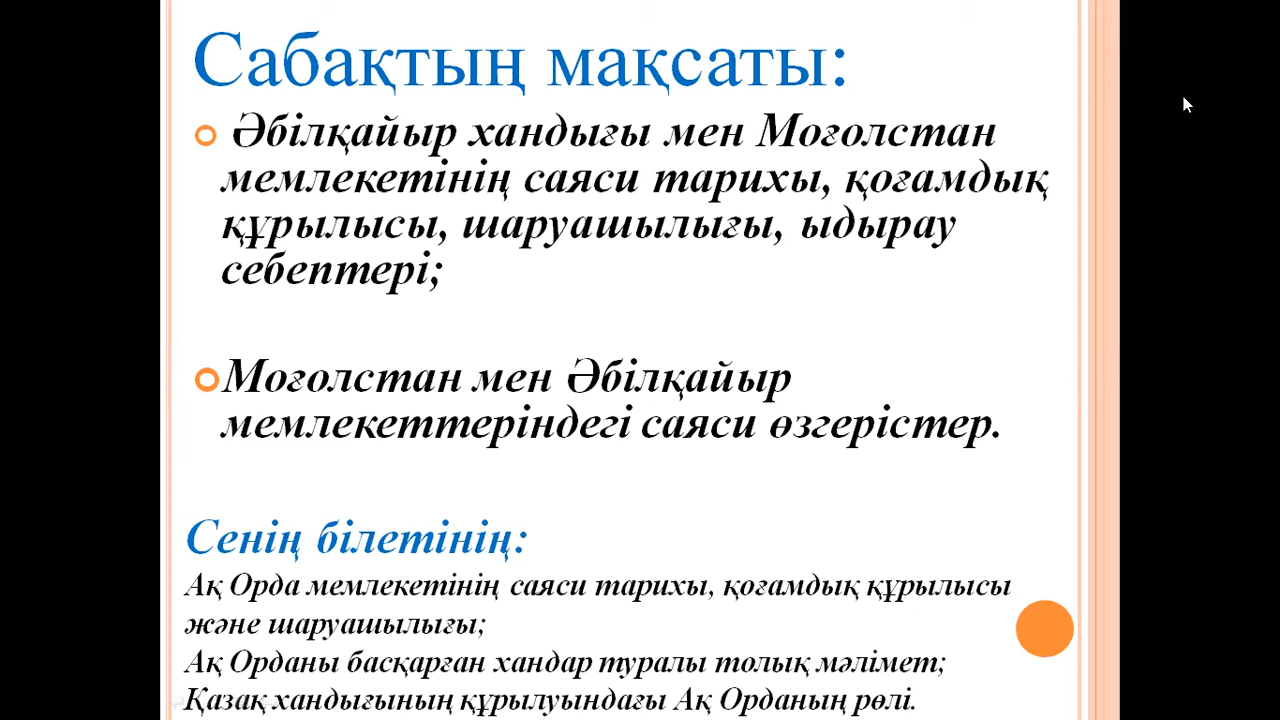 Сабақтың мақсаты:
Әбілқайыр хандығы мен Моғолстан
мемлекетінің саяси тарихы, қоғамдық
құрылысы, шаруашылығы, ыдырау
себептері;
Моғолстан мен Әбілқайыр
мемлекеттеріндегі саяси өзгерістер.
Сенің білетінің:
Ақ Орда мемлекетінің саяси тарихы, қоғамдық құрылысы
және шаруашылығы;
Ақ Орданы басқарған хандар туралы толық мәлімет;
Қазақ хандығының құрылуындағы Ақ Орданың рөлі.